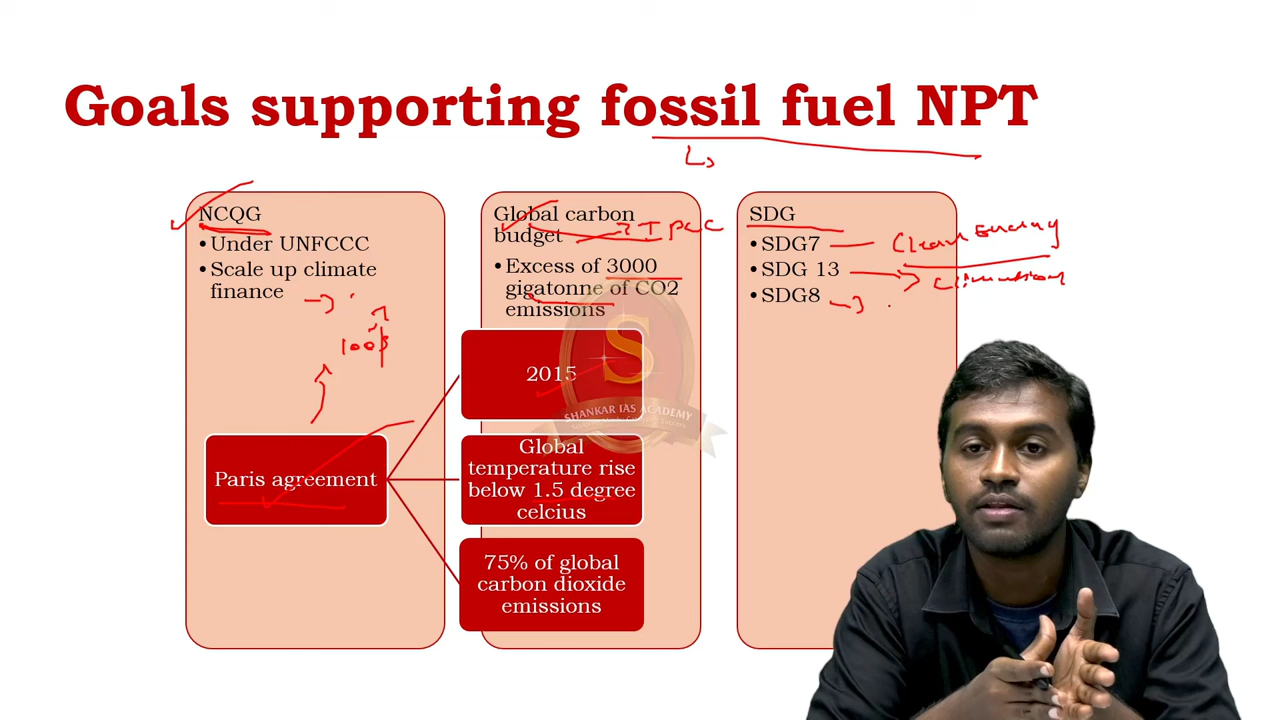 Goals supporting fossil fuel NPT
NCQG
•Under UNFCCC
•Scale up climate
finance
100$
Paris agreement
Global carbon
budget
IPCC
•Excess of 3000
gigatonne of CO2
emissions
2015
Global
temperature rise
below 1.5 degree
celcius
75% of global
carbon dioxide
emissions
SDG
•SDG7
Clean Energy
•SDG 13
•SDG8
S
SHANKAR IAS ACADEMY